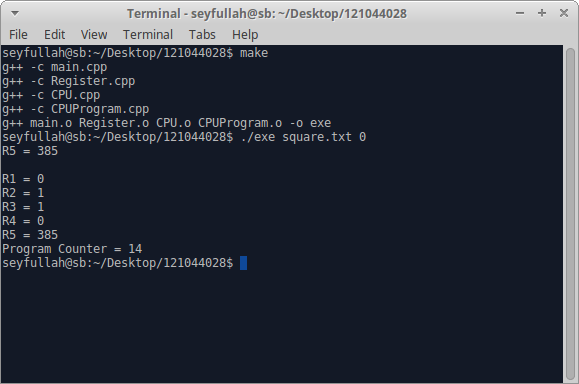 Terminal - seyfullah@sb: ~/Desktop/121044028
File Edit View Terminal Tabs Help
seyfullah@sb:~/Desktop/121044028$ make
g++ -c main.cpp
g++ -c Register.cpp
g++ -c CPU.cpp
g++ -c CPUProgram.cpp
g++ main.o Register.o CPU.o CPUProgram.o -o exe
seyfullah@sb:~/Desktop/121044028$ ./exe square.txt 0
R5 = 385
R1 = 0
R2 = 1
R3 = 1
R4 = 0
R5 = 385
Program Counter = 14
seyfullah@sb:~/Desktop/121044028$